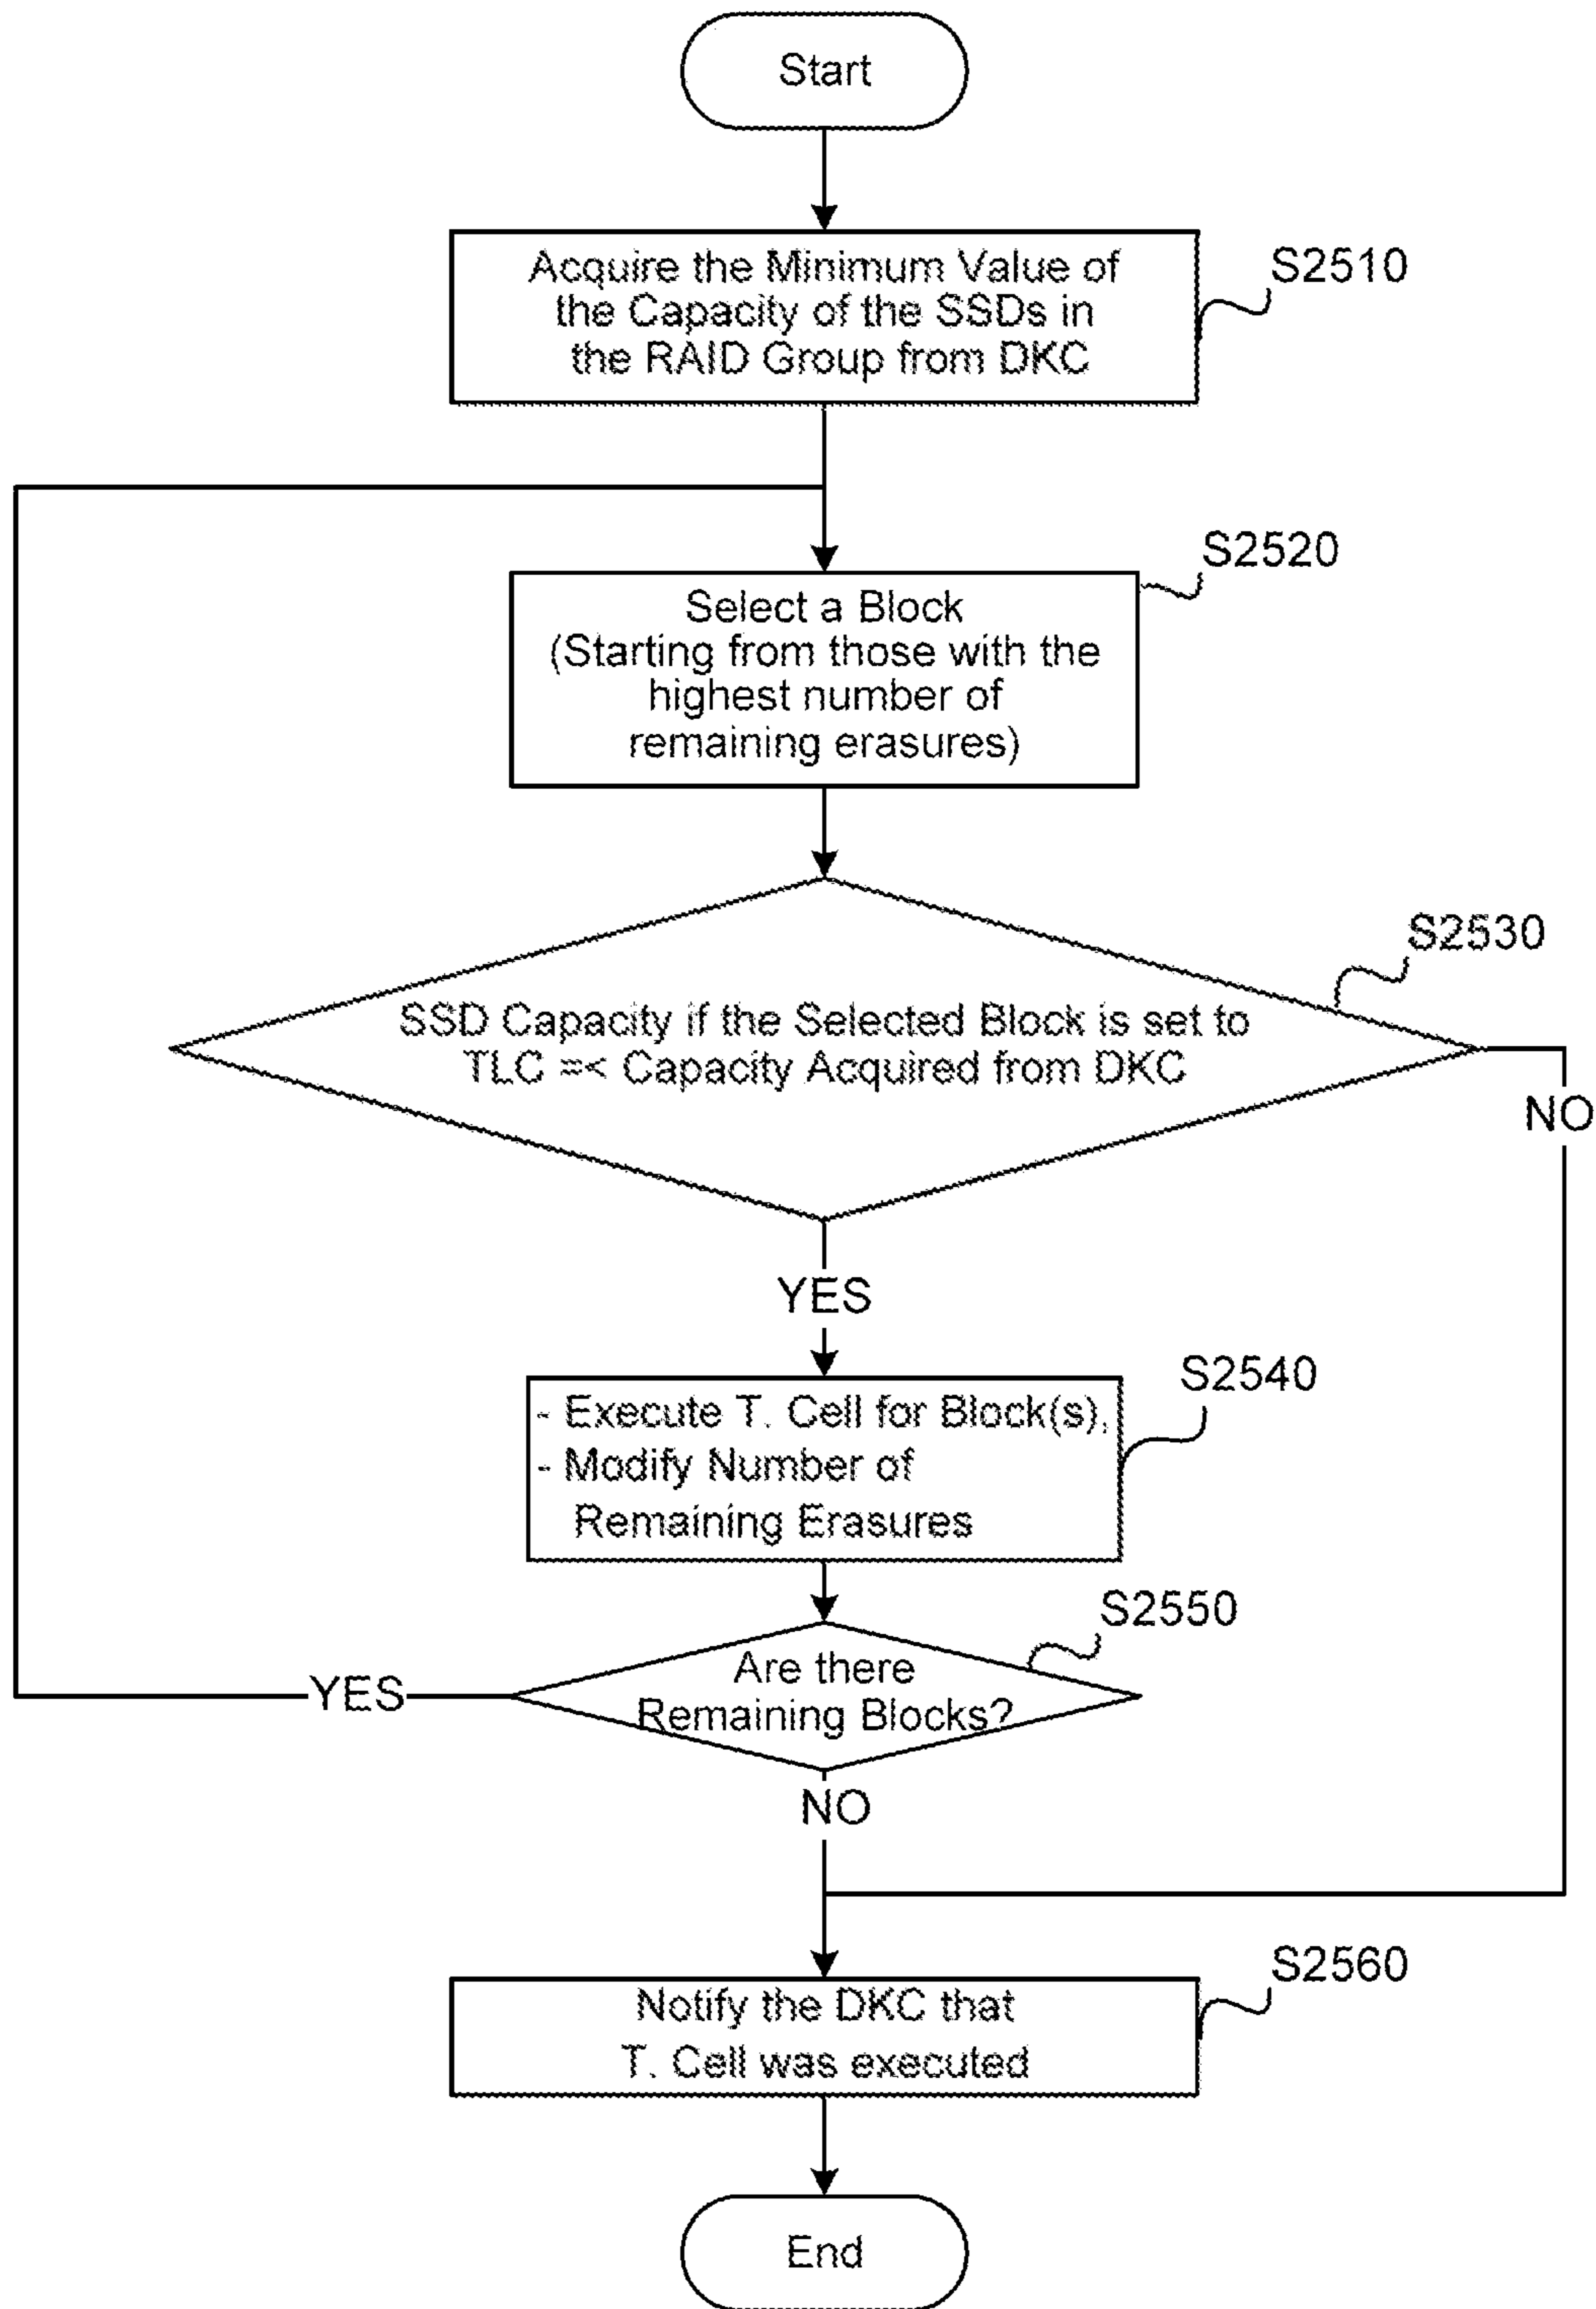 Start
Acquire the Minimum Value of
the Capacity of the SSDs in
the RAID Group from DKC
S2510
S2520
Select a Block
(Starting from those with the
highest number of
remaining erasures)
S2530
SSD Capacity if the Selected Block is set to
TLC =< Capacity Acquired from DKC
NO
YES
S2540
- Execute T. Cell for Block(s),
- Modify Number of
Remaining Erasures
S2550
Are there
Remaining Blocks?
YES
NO
S2560
Notify the DKC that
T. Cell was executed
End